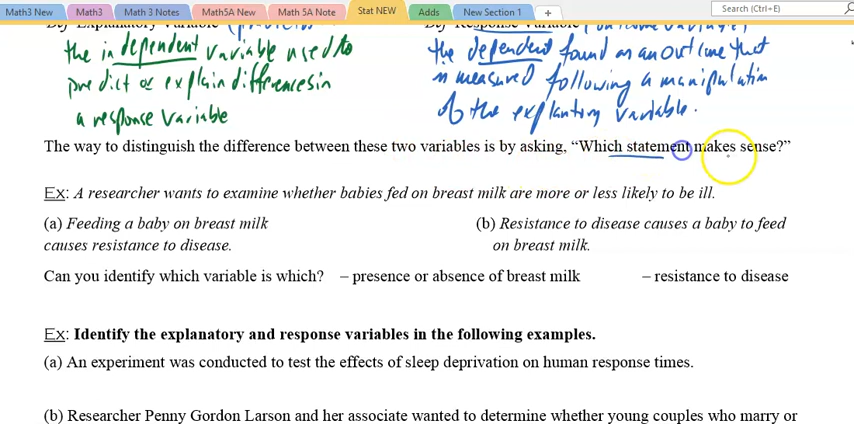 Math3 New Math3 Math 3 Notes Math5A New Math 5A Note Stat NEW Adds New Section 1 +
Search (Ctrl+E)
By Explanatory Variable
By Response Variable
the independent variable used to
predict or explain differences in
a response variable
the dependent found as an outcome that
is measured following a manipulation
of the explanatory variable.
The way to distinguish the difference between these two variables is by asking, “Which statement makes sense?”
Ex: A researcher wants to examine whether babies fed on breast milk are more or less likely to be ill.
(a) Feeding a baby on breast milk
causes resistance to disease.
(b) Resistance to disease causes a baby to feed
on breast milk.
Can you identify which variable is which? – presence or absence of breast milk – resistance to disease
Ex: Identify the explanatory and response variables in the following examples.
(a) An experiment was conducted to test the effects of sleep deprivation on human response times.
(b) Researcher Penny Gordon Larson and her associate wanted to determine whether young couples who marry or